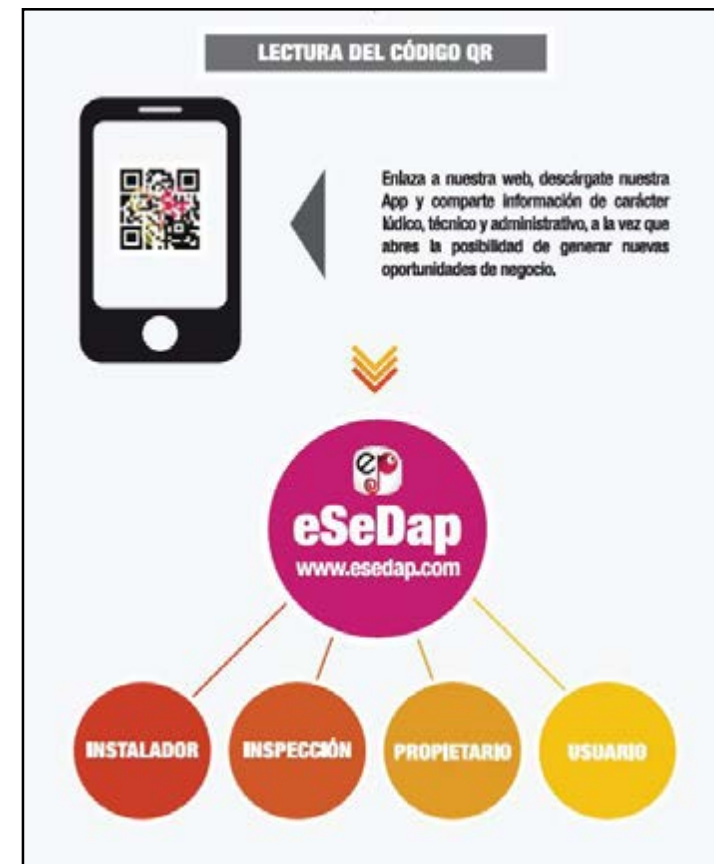 LECTURA DEL CÓDIGO QR
Enlaza a nuestra web, descárgate nuestra
App y comparte información de carácter
lúdico, técnico y administrativo, a la vez que
abres la posibilidad de generar nuevas
oportunidades de negocio.
eSeDap
www.esedap.com
INSTALADOR
INSPECCIÓN
PROPIETARIO
USUARIO